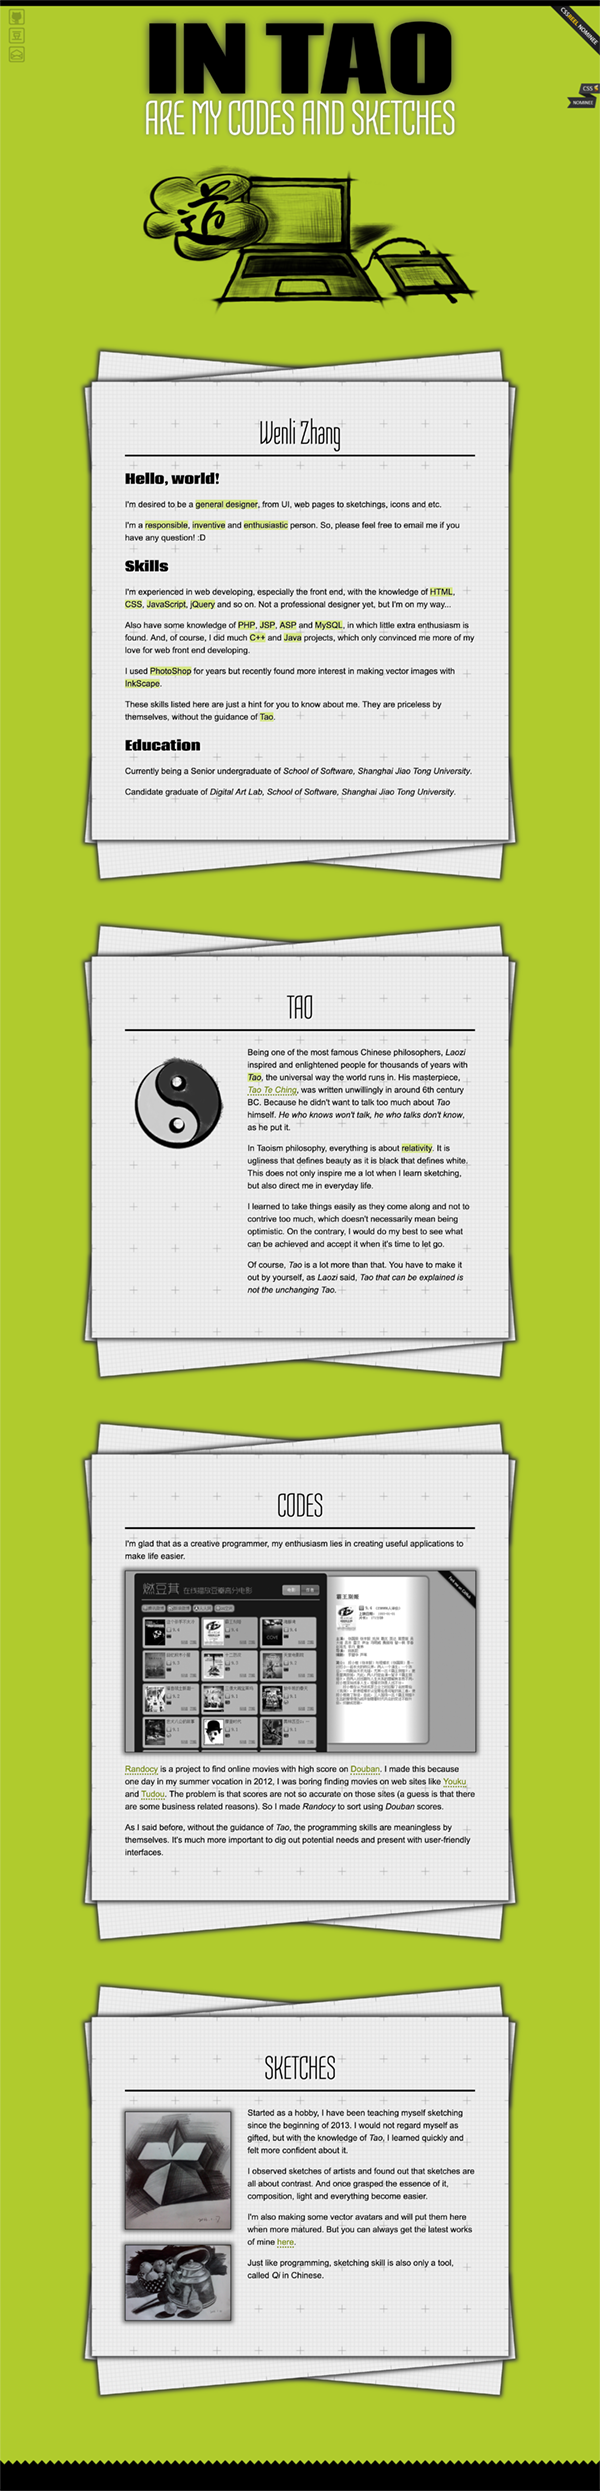 IN TAO
ARE MY CODES AND SKETCHES
CSSREEL NOMINEE
CSS
NOMINEE
道
Wenli Zhang
Hello, world!
I'm desired to be a general designer, from UI, web pages to sketchings, icons and etc.
I'm a responsible, inventive and enthusiastic person. So, please feel free to email me if you
have any question! :D
Skills
I'm experienced in web developing, especially the front end, with the knowledge of HTML,
CSS, JavaScript, jQuery and so on. Not a professional designer yet, but I'm on my way...
Also have some knowledge of PHP, JSP, ASP and MySQL, in which little extra enthusiasm is
found. And, of course, I did much C++ and Java projects, which only convinced me more of my
love for web front end developing.
I used PhotoShop for years but recently found more interest in making vector images with
InkScape.
These skills listed here are just a hint for you to know about me. They are priceless by
themselves, without the guidance of Tao.
Education
Currently being a Senior undergraduate of School of Software, Shanghai Jiao Tong University.
Candidate graduate of Digital Art Lab, School of Software, Shanghai Jiao Tong University.
TAO
Being one of the most famous Chinese philosophers, Laozi
inspired and enlightened people for thousands of years with
Tao, the universal way the world runs in. His masterpiece,
Tao Te Ching, was written unwillingly in around 6th century
BC. Because he didn't want to talk too much about Tao
himself. He who knows won't talk, he who talks don't know,
as he put it.
In Taoism philosophy, everything is about relativity. It is
ugliness that defines beauty as it is black that defines white.
This does not only inspire me a lot when I learn sketching,
but also direct me in everyday life.
I learned to take things easily as they come along and not to
contrive too much, which doesn't necessarily mean being
optimistic. On the contrary, I would do my best to see what
can be achieved and accept it when it's time to let go.
Of course, Tao is a lot more than that. You have to make it
out by yourself, as Laozi said, Tao that can be explained is
not the unchanging Tao.
CODES
I'm glad that as a creative programmer, my enthusiasm lies in creating useful applications to
make life easier.
燃豆茸 在线播放豆瓣高分电影
霸王别姬
Randocy is a project to find online movies with high score on Douban. I made this because
one day in my summer vocation in 2012, I was boring finding movies on web sites like Youku
and Tudou. The problem is that scores are not so accurate on those sites (a guess is that there
are some business related reasons). So I made Randocy to sort using Douban scores.
As I said before, without the guidance of Tao, the programming skills are meaningless by
themselves. It's much more important to dig out potential needs and present with user-friendly
interfaces.
SKETCHES
Started as a hobby, I have been teaching myself sketching
since the beginning of 2013. I would not regard myself as
gifted, but with the knowledge of Tao, I learned quickly and
felt more confident about it.
I observed sketches of artists and found out that sketches are
all about contrast. And once grasped the essence of it,
composition, light and everything become easier.
I'm also making some vector avatars and will put them here
when more matured. But you can always get the latest works
of mine here.
Just like programming, sketching skill is also only a tool,
called Qi in Chinese.